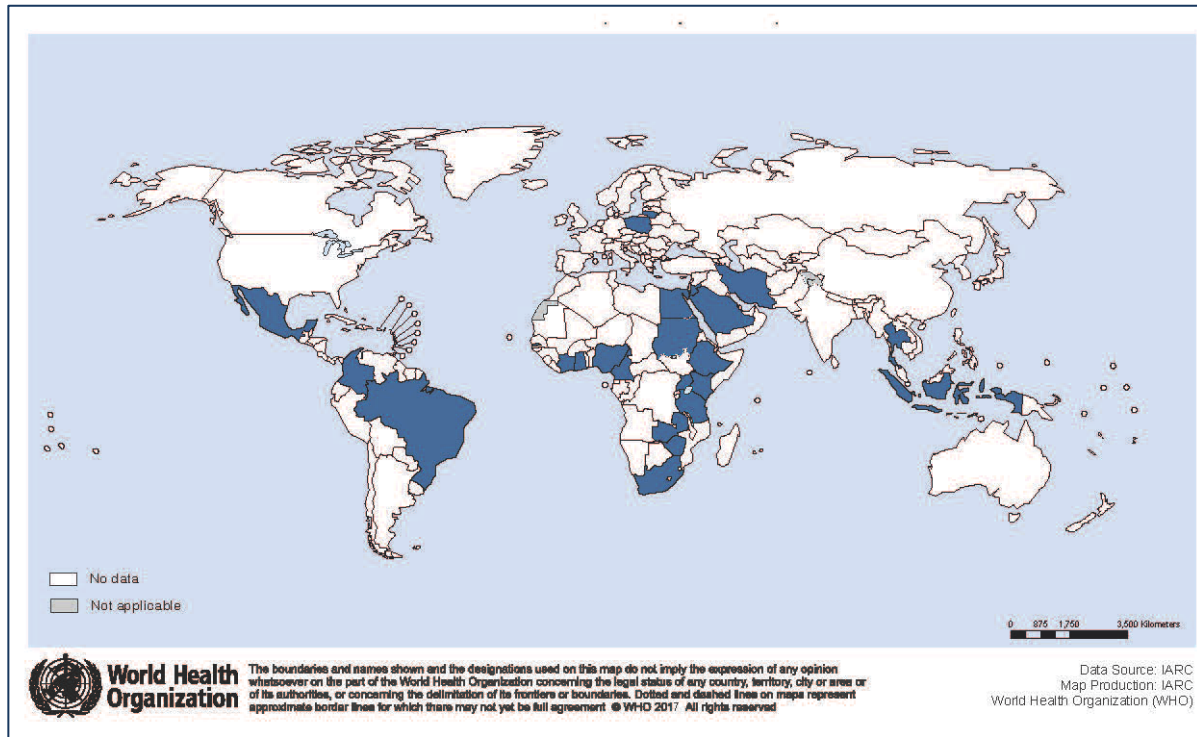 No data
Not applicable
0 875 1,750 3,500 Kilometers
World Health
Organization
The boundaries and names shown and the designations used on this map do not imply the expression of any opinion
whatsoever on the part of the World Health Organization concerning the legal status of any country, territory, city or area or
of its authorities, or concerning the delimitation of its frontiers or boundaries. Dotted and dashed lines on maps represent
approximate border lines for which there may not yet be full agreement © WHO 2017 All rights reserved
Data Source: IARC
Map Production: IARC
World Health Organization (WHO)